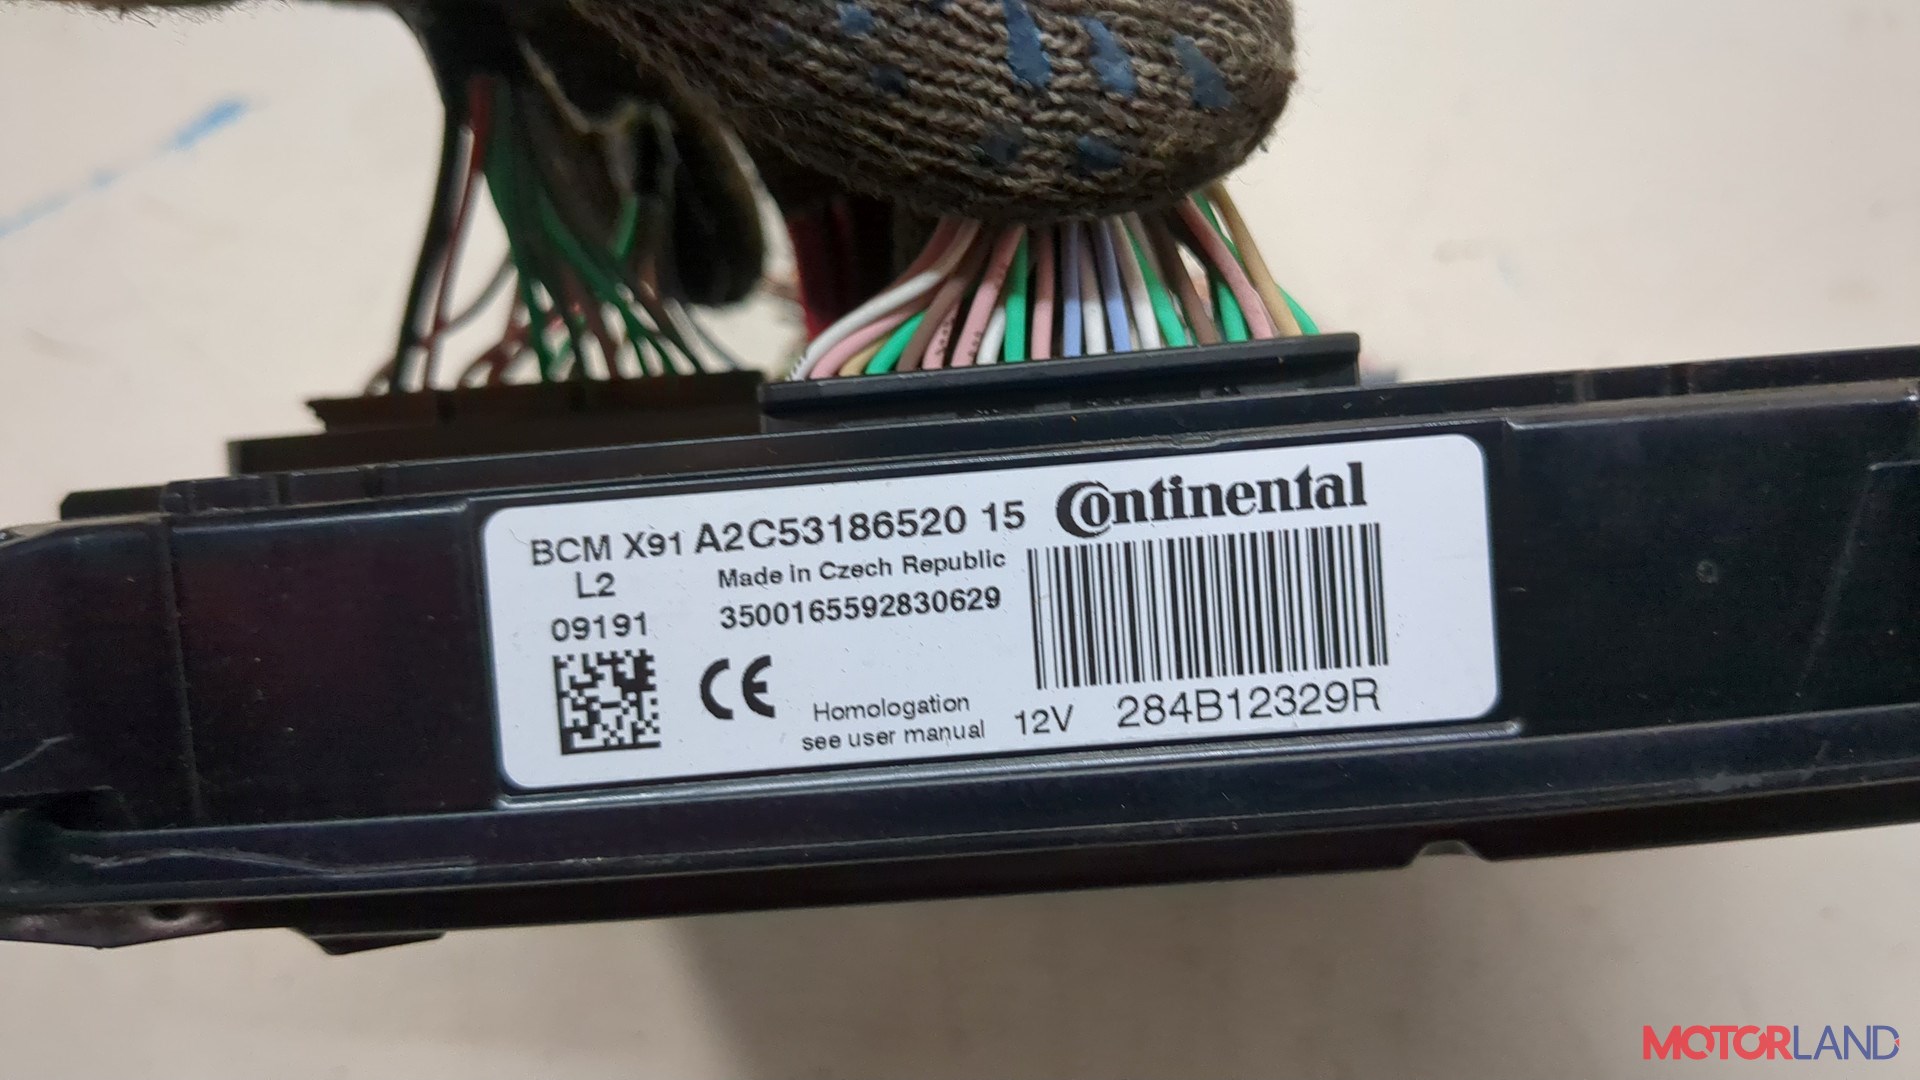 BCM X91 A2C53186520 15 Continental
L2 Made in Czech Republic
09191 3500165592830629
CE
Homologation
see user manual 12V 284B12329R
MOTORLAND